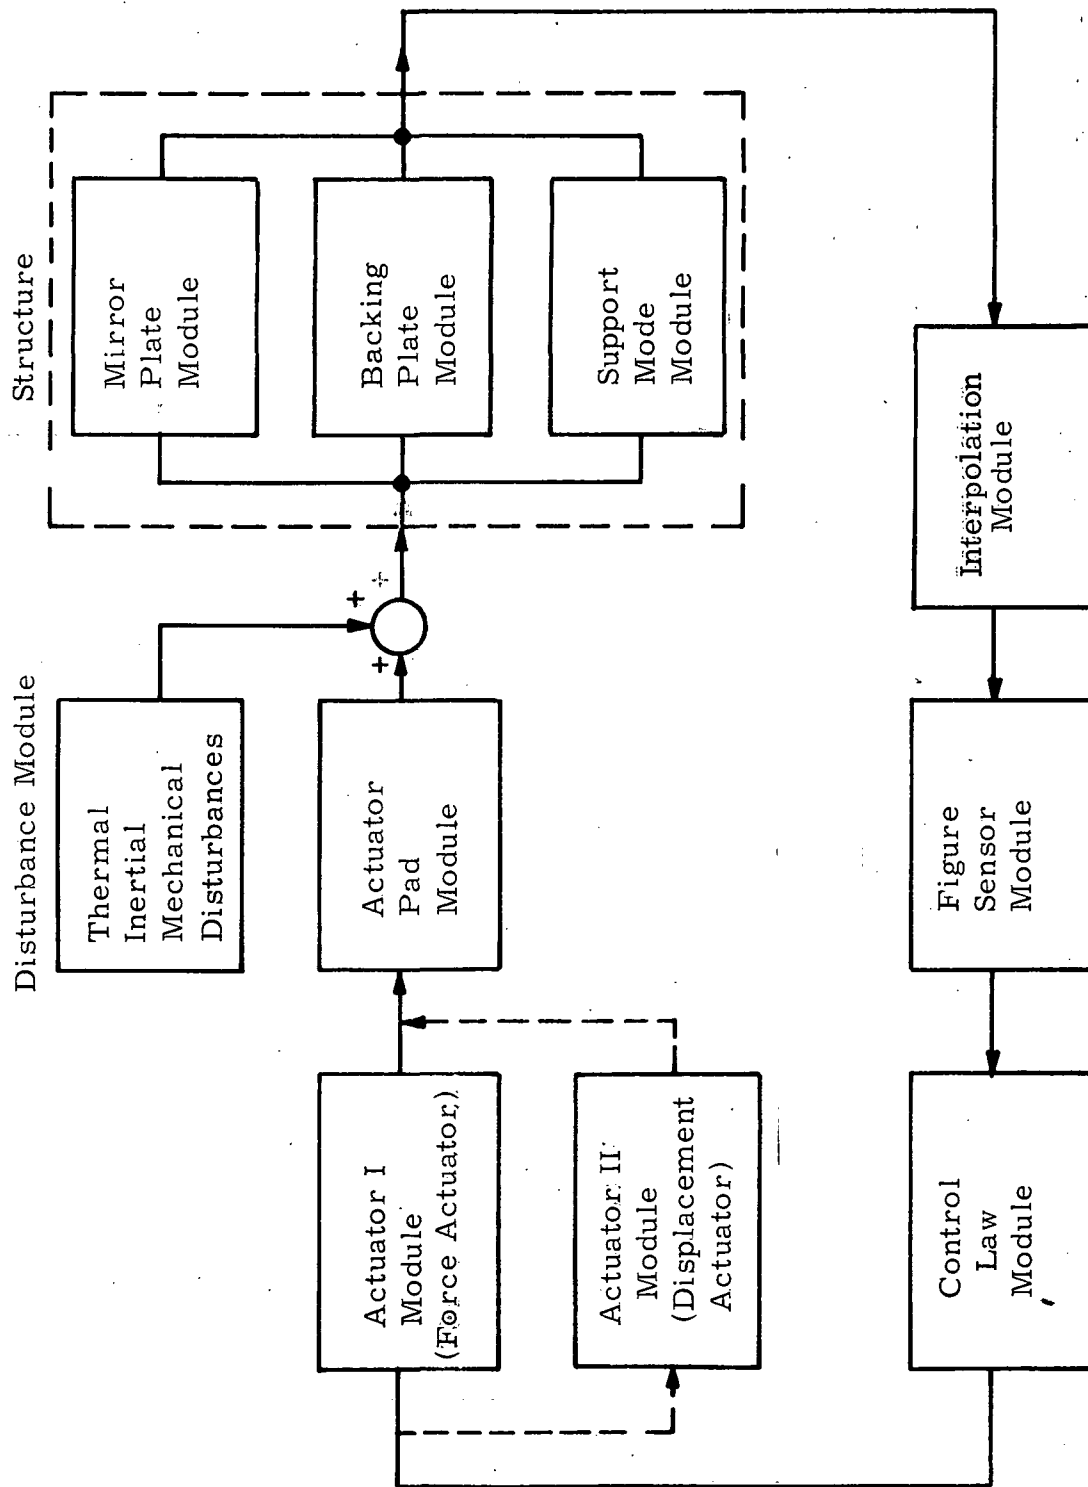 Disturbance Module
Structure
Thermal
Inertial
Mechanical
Disturbances
Mirror
Plate
Module
Actuator I
Module
(Force Actuator)
Actuator
Pad
Module
+
+
+
Backing
Plate
Module
Actuator II
Module
(Displacement
Actuator)
Support
Mode
Module
Control
Law
Module
Figure
Sensor
Module
Interpolation
Module